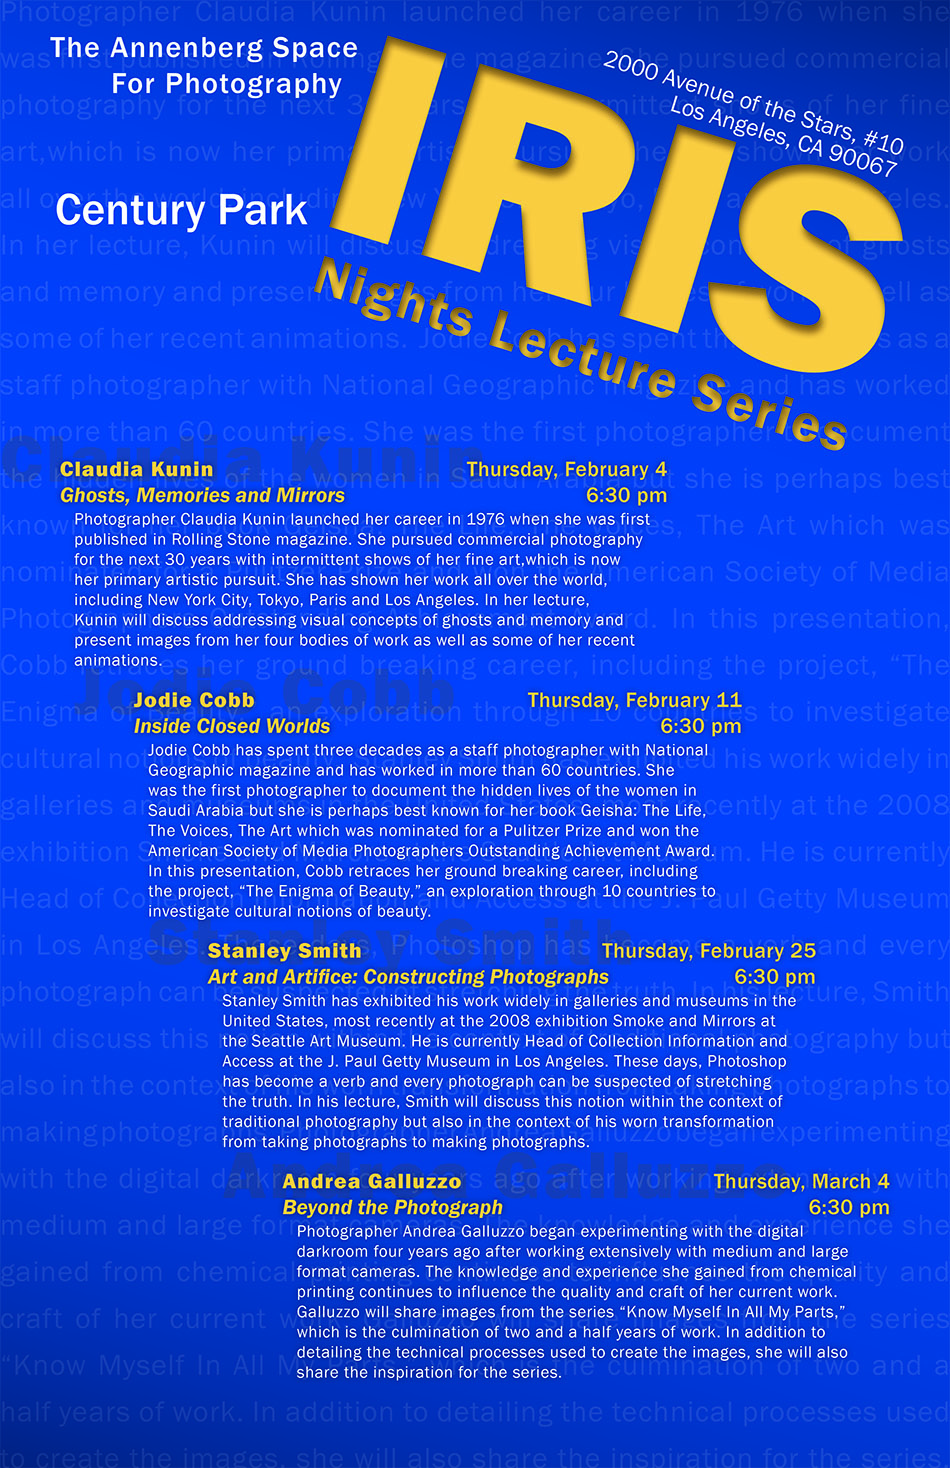 The Annenberg Space
For Photography
2000 Avenue of the Stars, #10
Los Angeles, CA 90067
IRIS
Century Park
Nights Lecture Series
Claudia Kunin
Thursday, February 4
Ghosts, Memories and Mirrors
6:30 pm
Photographer Claudia Kunin launched her career in 1976 when she was first
published in Rolling Stone magazine. She pursued commercial photography
for the next 30 years with intermittent shows of her fine art,which is now
her primary artistic pursuit. She has shown her work all over the world,
including New York City, Tokyo, Paris and Los Angeles. In her lecture,
Kunin will discuss addressing visual concepts of ghosts and memory and
present images from her four bodies of work as well as some of her recent
animations.
Jodie Cobb
Thursday, February 11
Inside Closed Worlds
6:30 pm
Jodie Cobb has spent three decades as a staff photographer with National
Geographic magazine and has worked in more than 60 countries. She
was the first photographer to document the hidden lives of the women in
Saudi Arabia but she is perhaps best known for her book Geisha: The Life,
The Voices, The Art which was nominated for a Pulitzer Prize and won the
American Society of Media Photographers Outstanding Achievement Award.
In this presentation, Cobb retraces her ground breaking career, including
the project, “The Enigma of Beauty,” an exploration through 10 countries to
investigate cultural notions of beauty.
Stanley Smith
Thursday, February 25
Art and Artifice: Constructing Photographs
6:30 pm
Stanley Smith has exhibited his work widely in galleries and museums in the
United States, most recently at the 2008 exhibition Smoke and Mirrors at
the Seattle Art Museum. He is currently Head of Collection Information and
Access at the J. Paul Getty Museum in Los Angeles. These days, Photoshop
has become a verb and every photograph can be suspected of stretching
the truth. In his lecture, Smith will discuss this notion within the context of
traditional photography but also in the context of his worn transformation
from taking photographs to making photographs.
Andrea Galluzzo
Thursday, March 4
Beyond the Photograph
6:30 pm
Photographer Andrea Galluzzo began experimenting with the digital
darkroom four years ago after working extensively with medium and large
format cameras. The knowledge and experience she gained from chemical
printing continues to influence the quality and craft of her current work.
Galluzzo will share images from the series “Know Myself In All My Parts,”
which is the culmination of two and a half years of work. In addition to
detailing the technical processes used to create the images, she will also
share the inspiration for the series.